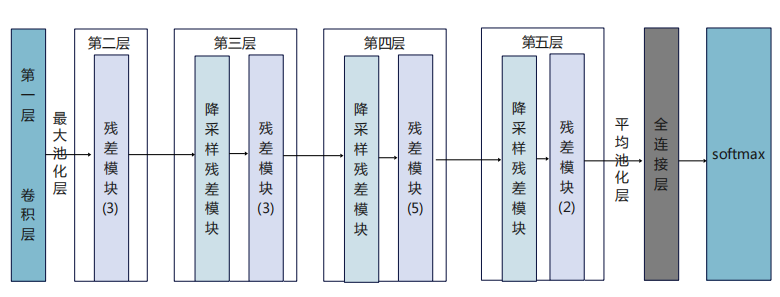 第一层 卷积层
最大池化层
第二层
残差模块
(3)
第三层
降采样残差模块
残差模块
(3)
第四层
降采样残差模块
残差模块
(5)
第五层
降采样残差模块
残差模块
(2)
平均池化层
全连接层
softmax